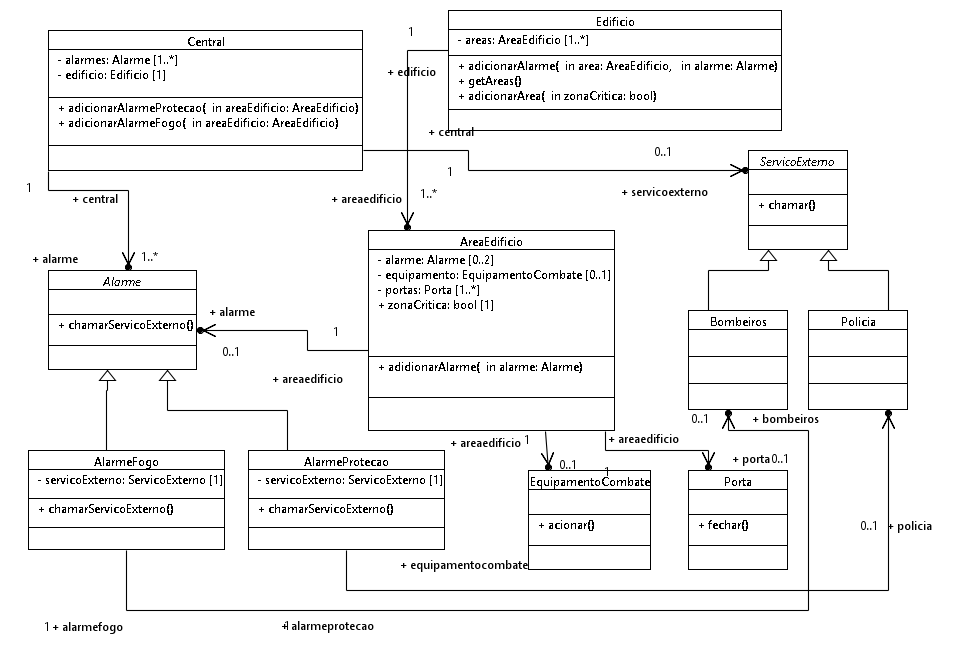 Edificio
- areas: AreaEdificio [1..*]
+ adicionarAlarme( in area: AreaEdificio, in alarme: Alarme)
+ getAreas()
+ adicionarArea( in zonaCritica: bool)
Central
- alarmes: Alarme [1..*]
- edificio: Edificio [1]
+ adicionarAlarmeProtecao( in areaEdificio: AreaEdificio)
+ adicionarAlarmeFogo( in areaEdificio: AreaEdificio)
1
+ edificio
+ central
1
0..1
+ servicoexterno
ServicoExterno
+ chamar()
1
+ central
+ areaedificio
1..*
+ alarme
1..*
Alarme
+ chamarServicoExterno()
AreaEdificio
- alarme: Alarme [0..2]
- equipamento: EquipamentoCombate [0..1]
- portas: Porta [1..*]
+ zonaCritica: bool [1]
+ adidionarAlarme( in alarme: Alarme)
+ alarme
1
0..1
+ areaedificio
Bombeiros
Policia
0..1
+ bombeiros
+ areaedificio 1
+ areaedificio
0..1
1
+ porta 0..1
AlarmeFogo
- servicoExterno: ServicoExterno [1]
+ chamarServicoExterno()
AlarmeProtecao
- servicoExterno: ServicoExterno [1]
+ chamarServicoExterno()
EquipamentoCombate
+ acionar()
Porta
+ fechar()
0..1
+ policia
+ equipamentocombate
1 + alarmefogo
+1 alarmeprotecao